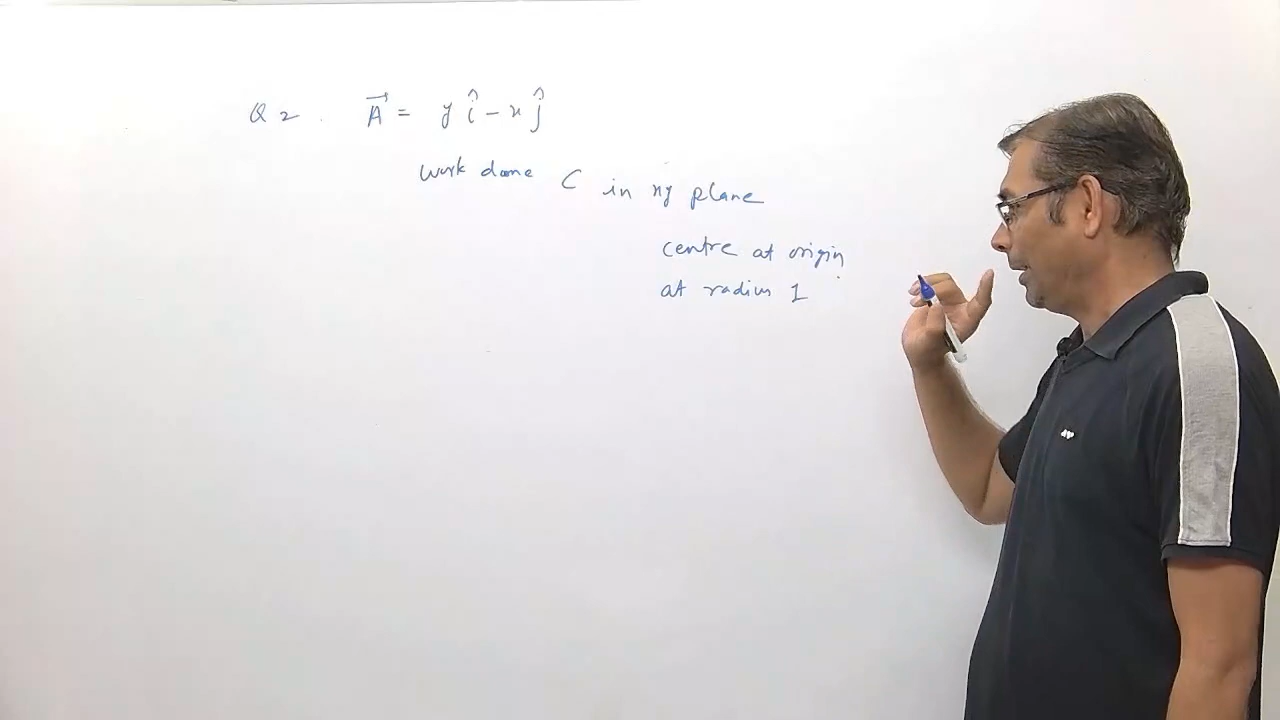 Q 2 . A⃗ = y î - x ĵ
work done C in xy plane
centre at origin
at radius 1